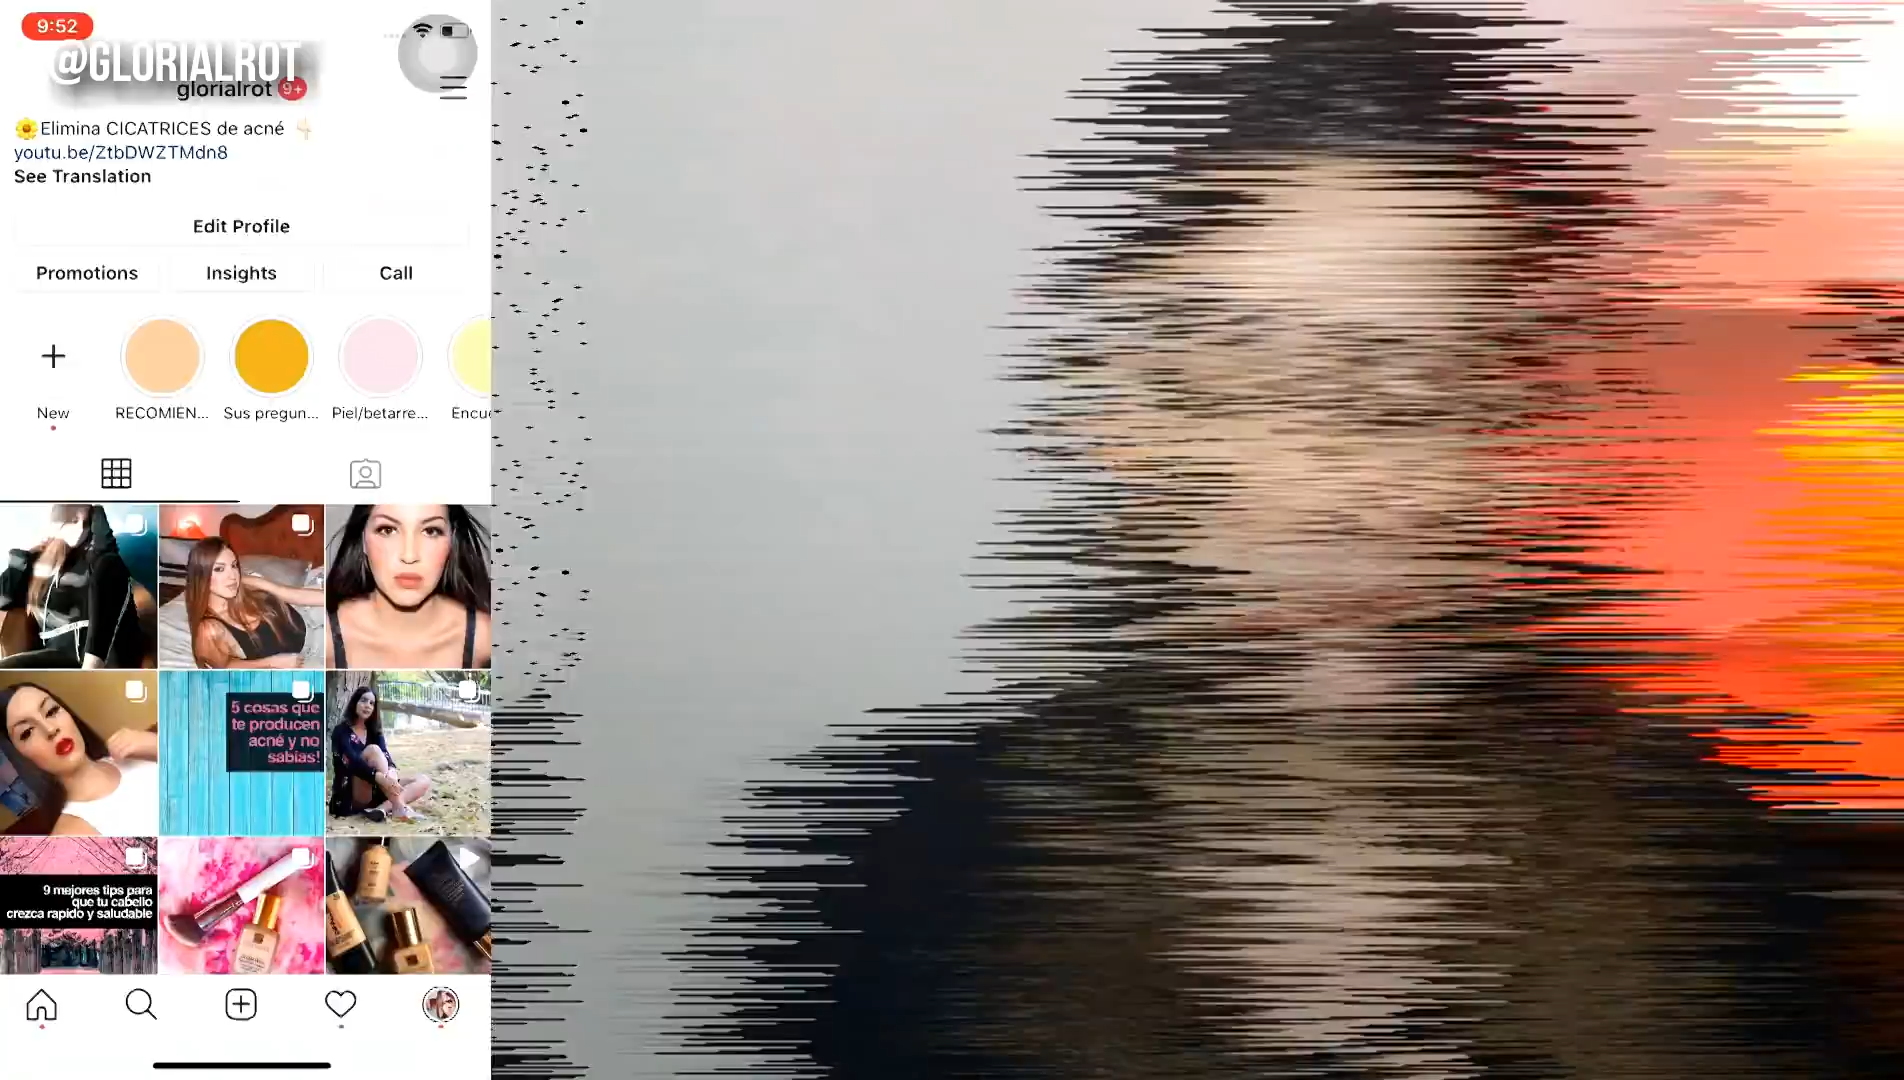 9:52
@GLORIALROT
glorialrot 9+
🌼Elimina CICATRICES de acné 👇🏻
youtu.be/ZtbDWZTMdn8
See Translation
Edit Profile
Promotions Insights Call
New RECOMIEN... Sus pregun... Piel/betarre... Encue
5 cosas que
te producen
acné y no
sabías!
9 mejores tips para
que tu cabello
crezca rapido y saludable